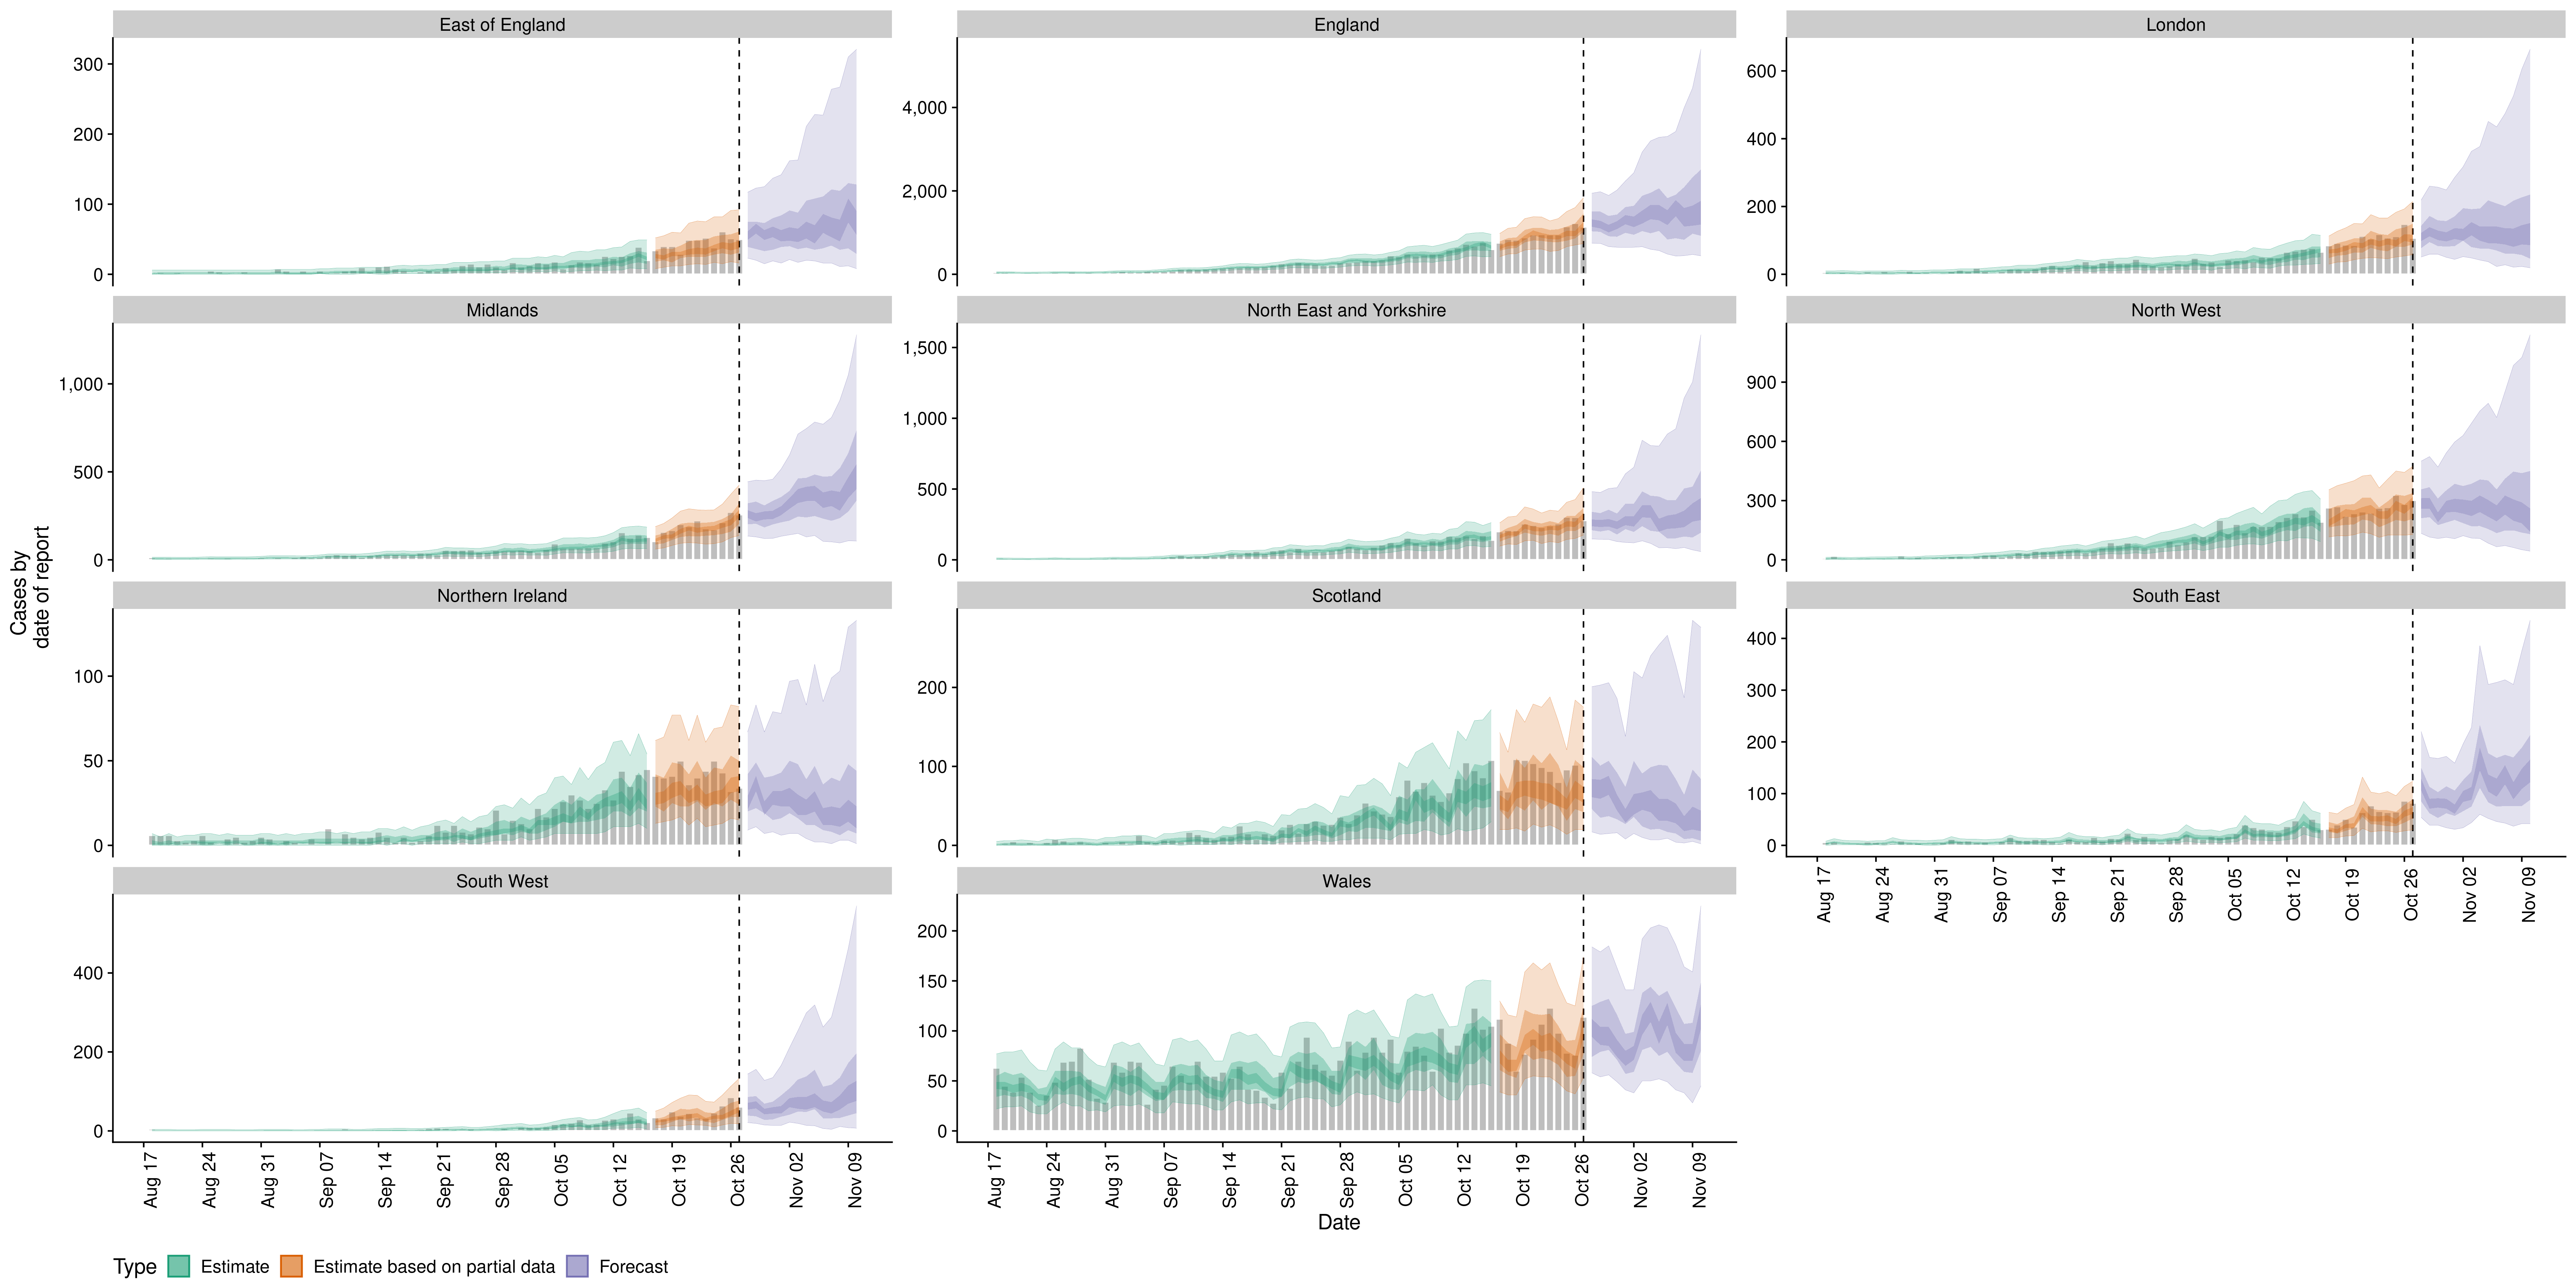 East of England
England
London
300
200
100
0
4,000
2,000
0
600
400
200
0
Midlands
North East and Yorkshire
North West
1,000
500
0
1,500
1,000
500
0
900
600
300
0
Cases by
date of report
Northern Ireland
Scotland
South East
100
50
0
200
100
0
400
300
200
100
0
Aug 17
Aug 24
Aug 31
Sep 07
Sep 14
Sep 21
Sep 28
Oct 05
Oct 12
Oct 19
Oct 26
Nov 02
Nov 09
South West
Wales
400
200
0
200
150
100
50
0
Aug 17
Aug 24
Aug 31
Sep 07
Sep 14
Sep 21
Sep 28
Oct 05
Oct 12
Oct 19
Oct 26
Nov 02
Nov 09
Aug 17
Aug 24
Aug 31
Sep 07
Sep 14
Sep 21
Sep 28
Oct 05
Oct 12
Oct 19
Oct 26
Nov 02
Nov 09
Date
Type Estimate Estimate based on partial data Forecast